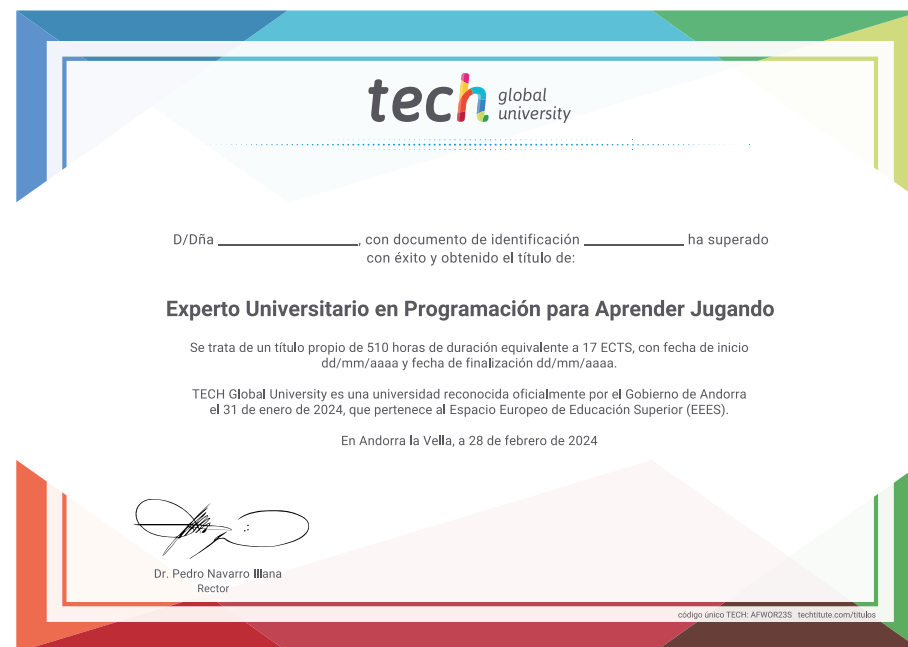 tech global university
D/Dña ____________________, con documento de identificación ______________ ha superado
con éxito y obtenido el título de:
Experto Universitario en Programación para Aprender Jugando
Se trata de un título propio de 510 horas de duración equivalente a 17 ECTS, con fecha de inicio
dd/mm/aaaa y fecha de finalización dd/mm/aaaa.
TECH Global University es una universidad reconocida oficialmente por el Gobierno de Andorra
el 31 de enero de 2024, que pertenece al Espacio Europeo de Educación Superior (EEES).
En Andorra la Vella, a 28 de febrero de 2024
Dr. Pedro Navarro Illana
Rector
código único TECH: AFWOR23S techtitute.com/titulos